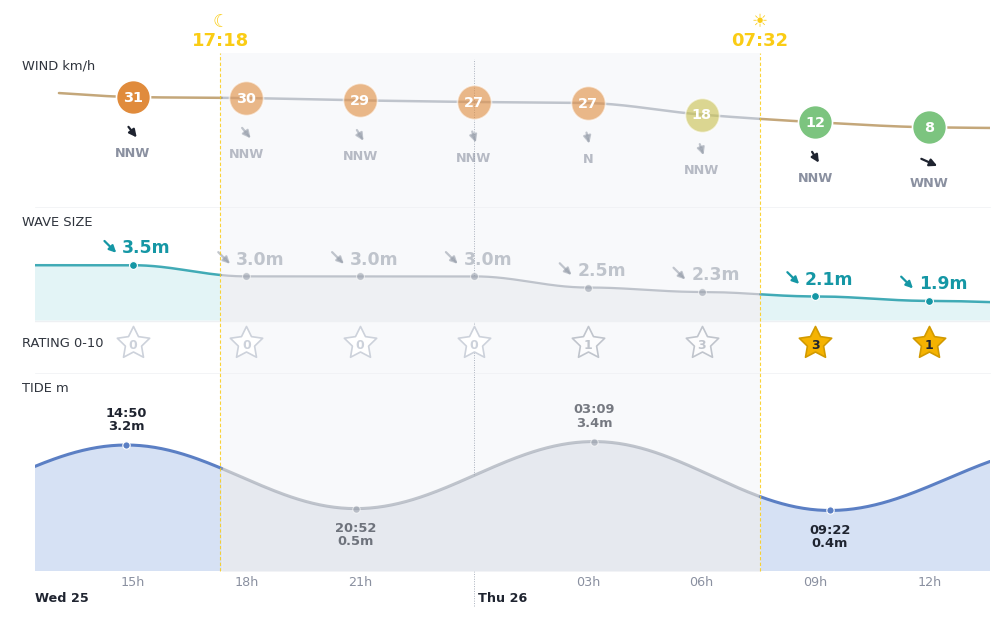 17:18 07:32
WIND km/h
31 30 29 27 27 18 12 8
NNW NNW NNW NNW N NNW NNW WNW
WAVE SIZE
3.5m 3.0m 3.0m 3.0m 2.5m 2.3m 2.1m 1.9m
RATING 0-10 0 0 0 0 1 3 3 1
TIDE m
14:50 03:09
3.2m 3.4m
20:52 09:22
0.5m 0.4m
15h 18h 21h 03h 06h 09h 12h
Wed 25 Thu 26